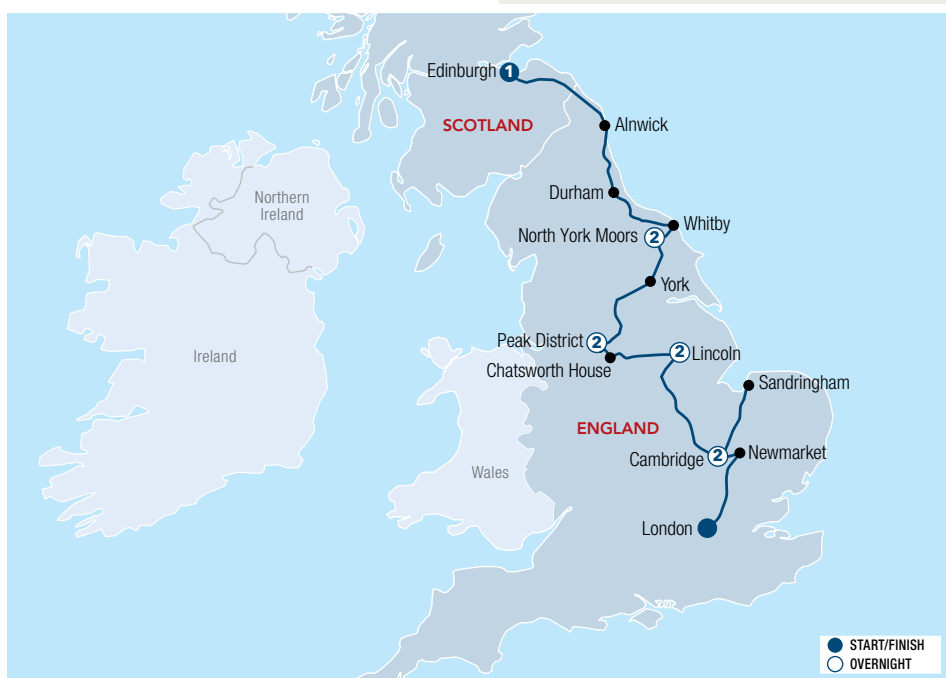 Edinburgh 1
SCOTLAND
Alnwick
Durham
Northern
Ireland
Whitby
North York Moors 2
York
Peak District 2
2 Lincoln
Ireland
Chatsworth House
Sandringham
ENGLAND
Cambridge 2
Newmarket
Wales
London
START/FINISH
OVERNIGHT